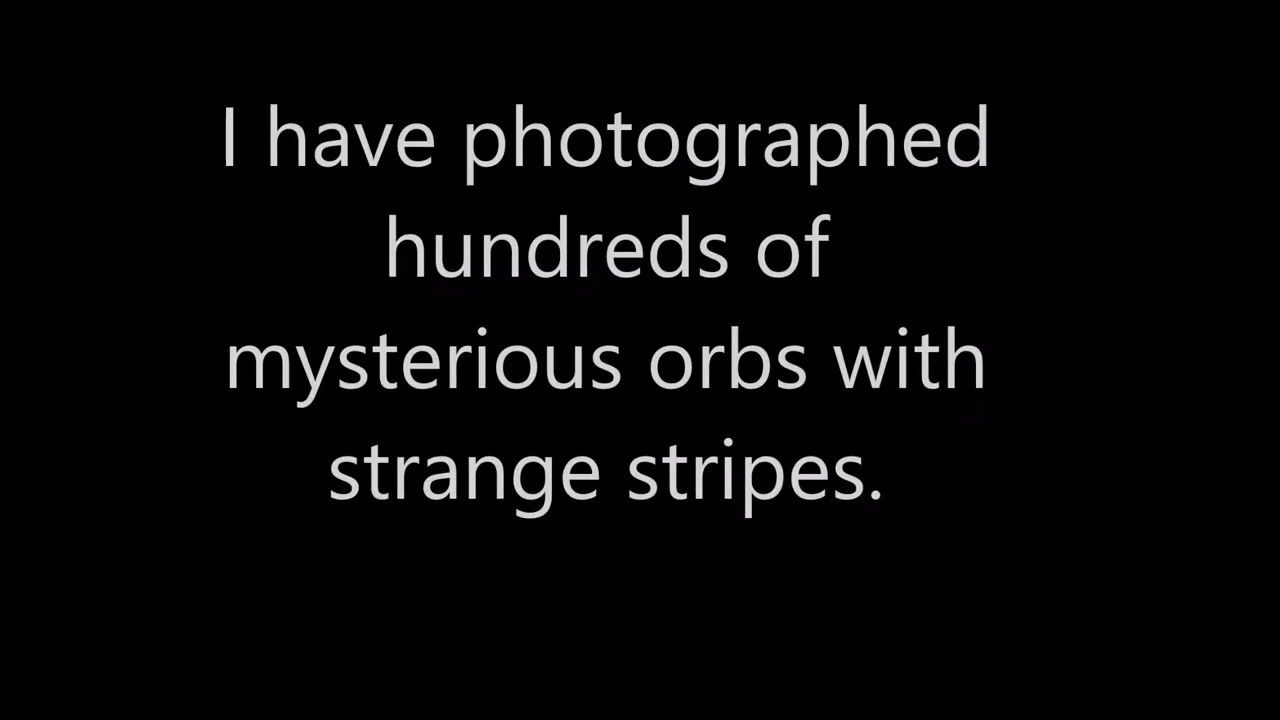 I have photographed
hundreds of
mysterious orbs with
strange stripes.